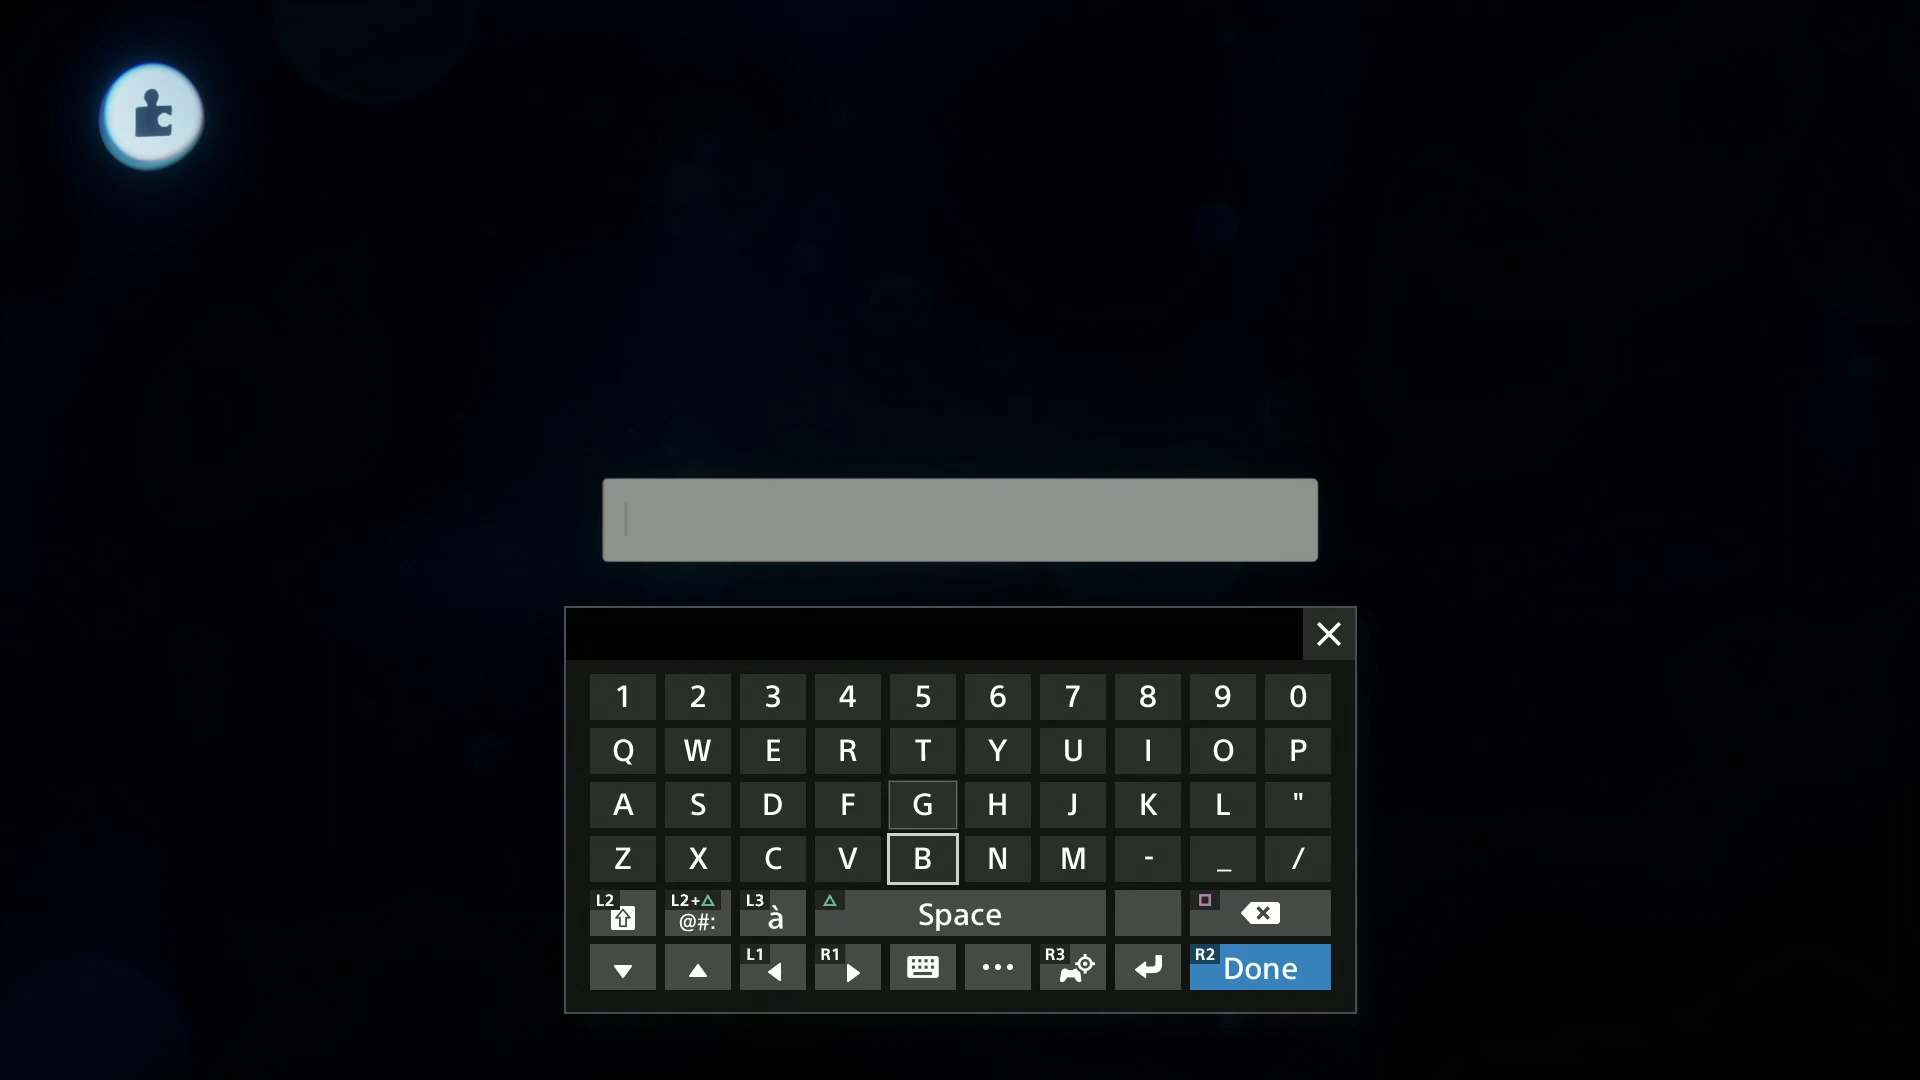 1 2 3 4 5 6 7 8 9 0
Q W E R T Y U I O P
A S D F G H J K L "
Z X C V B N M - _ /
L2 L2+△ @#: L3 à △ Space □
L1 R1 ... R3 R2 Done